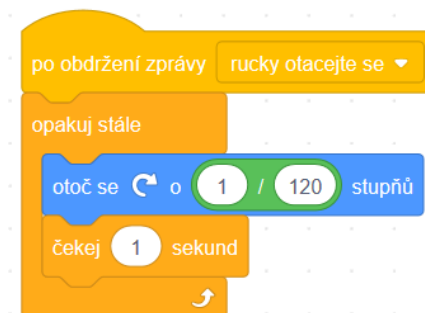 po obdržení zprávy rucky otacejte se
opakuj stále
otoč se o 1 / 120 stupňů
čekej 1 sekund